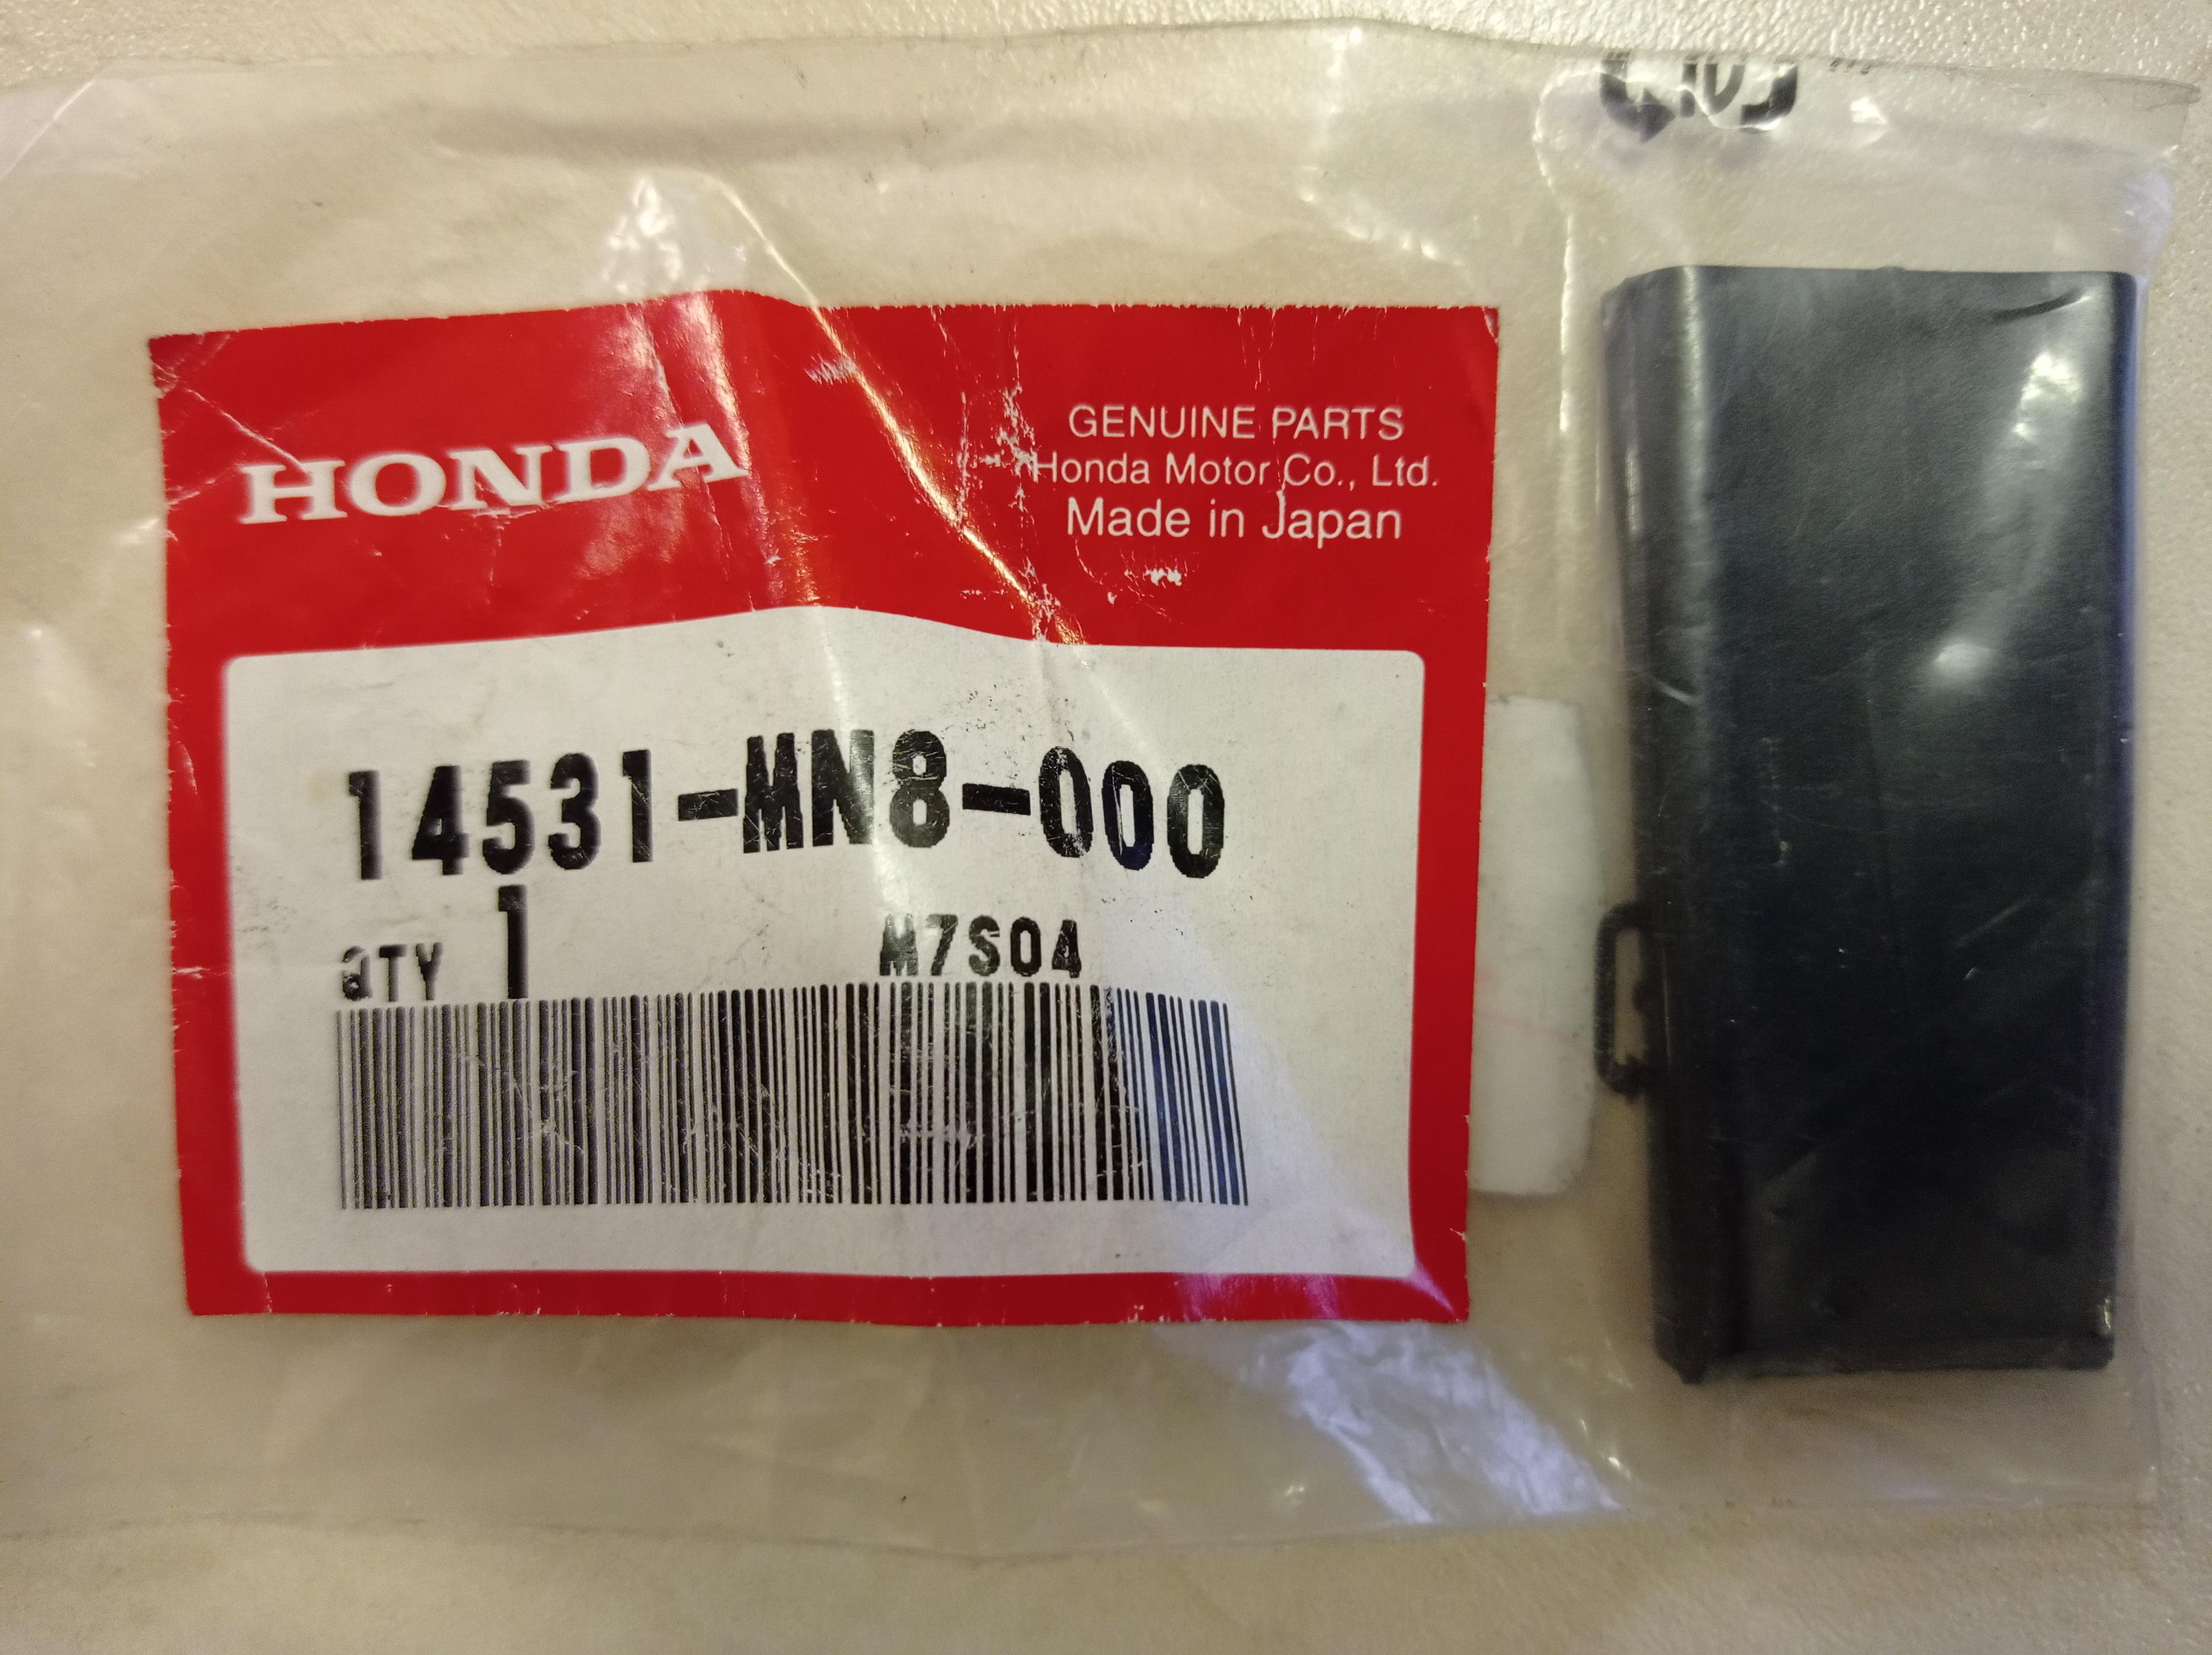 HONDA
GENUINE PARTS
Honda Motor Co., Ltd.
Made in Japan
14531-MN8-000
QTY 1 M7S04